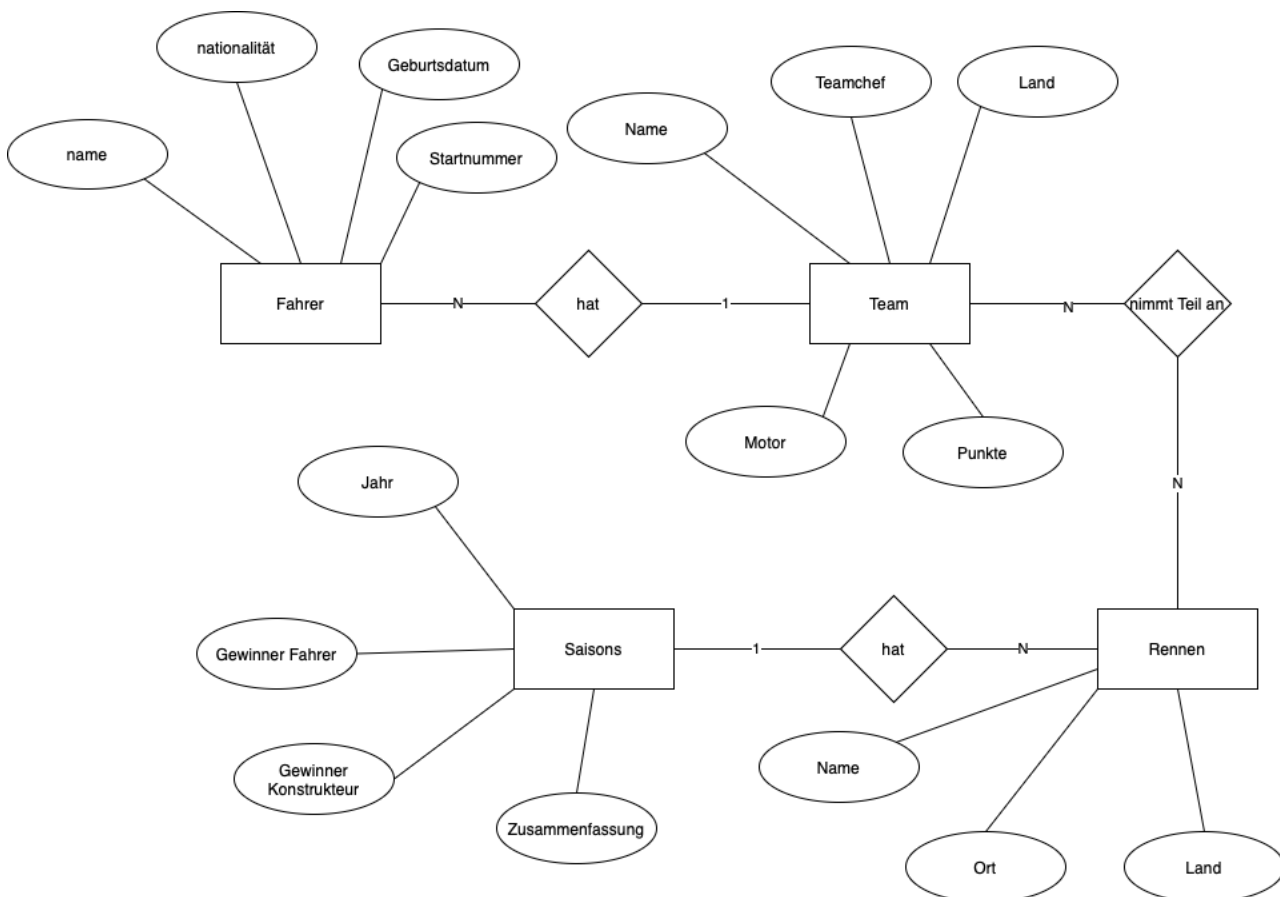 nationalität
Geburtsdatum
Teamchef
Land
Name
name
Startnummer
Fahrer
N
hat
1
Team
N
nimmt Teil an
Motor
Punkte
Jahr
N
Saisons
1
hat
N
Rennen
Gewinner Fahrer
Name
Gewinner
Konstrukteur
Zusammenfassung
Ort
Land